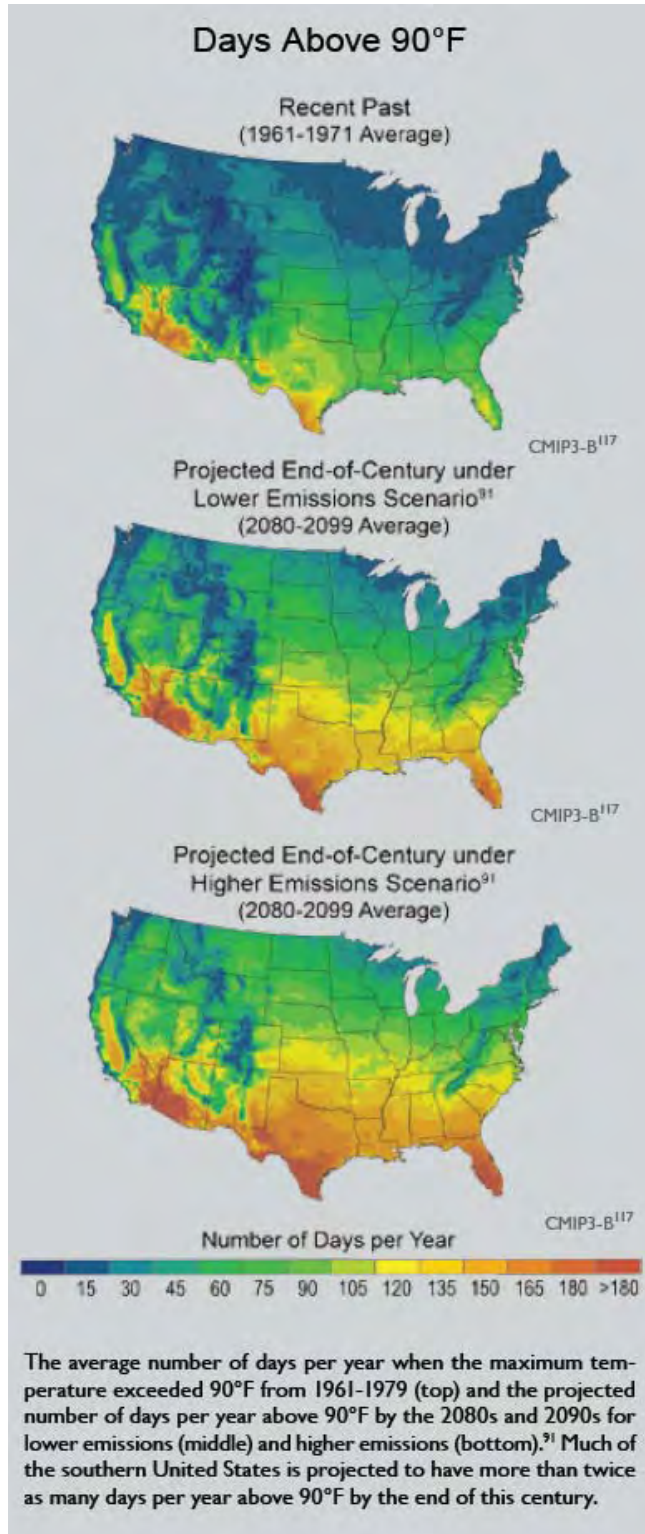 Days Above 90°F
Recent Past
(1961-1971 Average)
CMIP3-B¹¹⁷
Projected End-of-Century under
Lower Emissions Scenario⁹¹
(2080-2099 Average)
CMIP3-B¹¹⁷
Projected End-of-Century under
Higher Emissions Scenario⁹¹
(2080-2099 Average)
CMIP3-B¹¹⁷
Number of Days per Year
0 15 30 45 60 75 90 105 120 135 150 165 180 >180
The average number of days per year when the maximum tem-
perature exceeded 90°F from 1961-1979 (top) and the projected
number of days per year above 90°F by the 2080s and 2090s for
lower emissions (middle) and higher emissions (bottom).⁹¹ Much of
the southern United States is projected to have more than twice
as many days per year above 90°F by the end of this century.